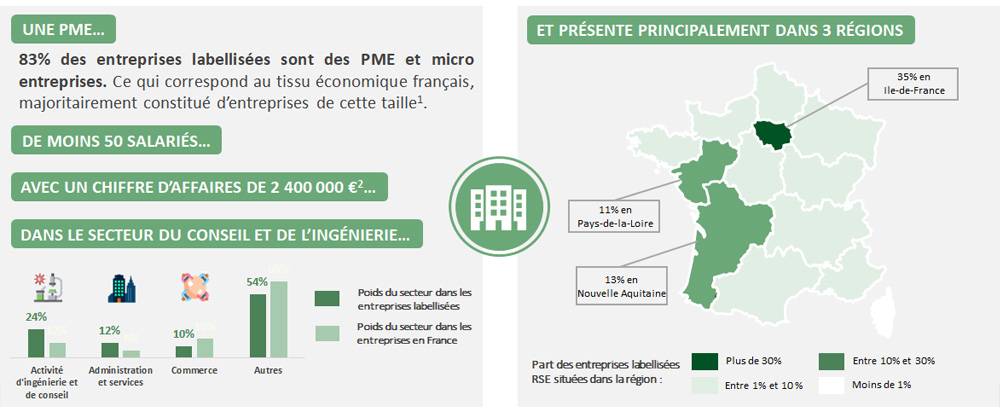 UNE PME...
83% des entreprises labellisées sont des PME et micro
entreprises. Ce qui correspond au tissu économique français,
majoritairement constitué d'entreprises de cette taille¹.
DE MOINS 50 SALARIÉS...
AVEC UN CHIFFRE D'AFFAIRES DE 2 400 000 €²...
DANS LE SECTEUR DU CONSEIL ET DE L'INGÉNIERIE...
24%
12%
12%
10%
54%
Poids du secteur dans les
entreprises labellisées
Poids du secteur dans les
entreprises en France
Activité
d'ingénierie et
de conseil
Administration
et services
Commerce
Autres
ET PRÉSENTE PRINCIPALEMENT DANS 3 RÉGIONS
35% en
Ile-de-France
11% en
Pays-de-la-Loire
13% en
Nouvelle Aquitaine
Part des entreprises labellisées
RSE situées dans la région :
Plus de 30%
Entre 10% et 30%
Entre 1% et 10%
Moins de 1%